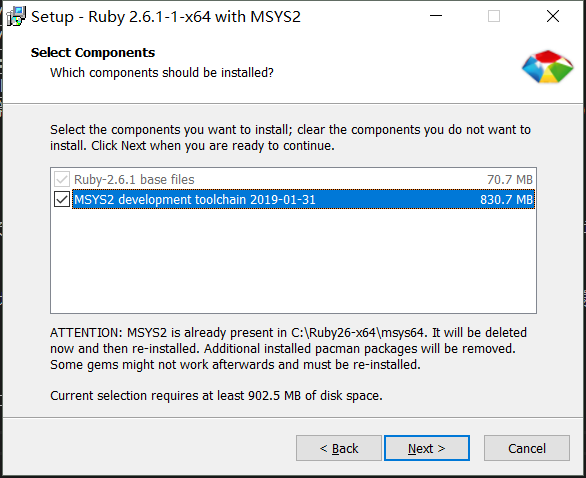 Setup - Ruby 2.6.1-1-x64 with MSYS2
Select Components
Which components should be installed?
Select the components you want to install; clear the components you do not want to
install. Click Next when you are ready to continue.
Ruby-2.6.1 base files 70.7 MB
MSYS2 development toolchain 2019-01-31 830.7 MB
ATTENTION: MSYS2 is already present in C:\Ruby26-x64\msys64. It will be deleted
now and then re-installed. Additional installed pacman packages will be removed.
Some gems might not work afterwards and must be re-installed.
Current selection requires at least 902.5 MB of disk space.
< Back Next > Cancel